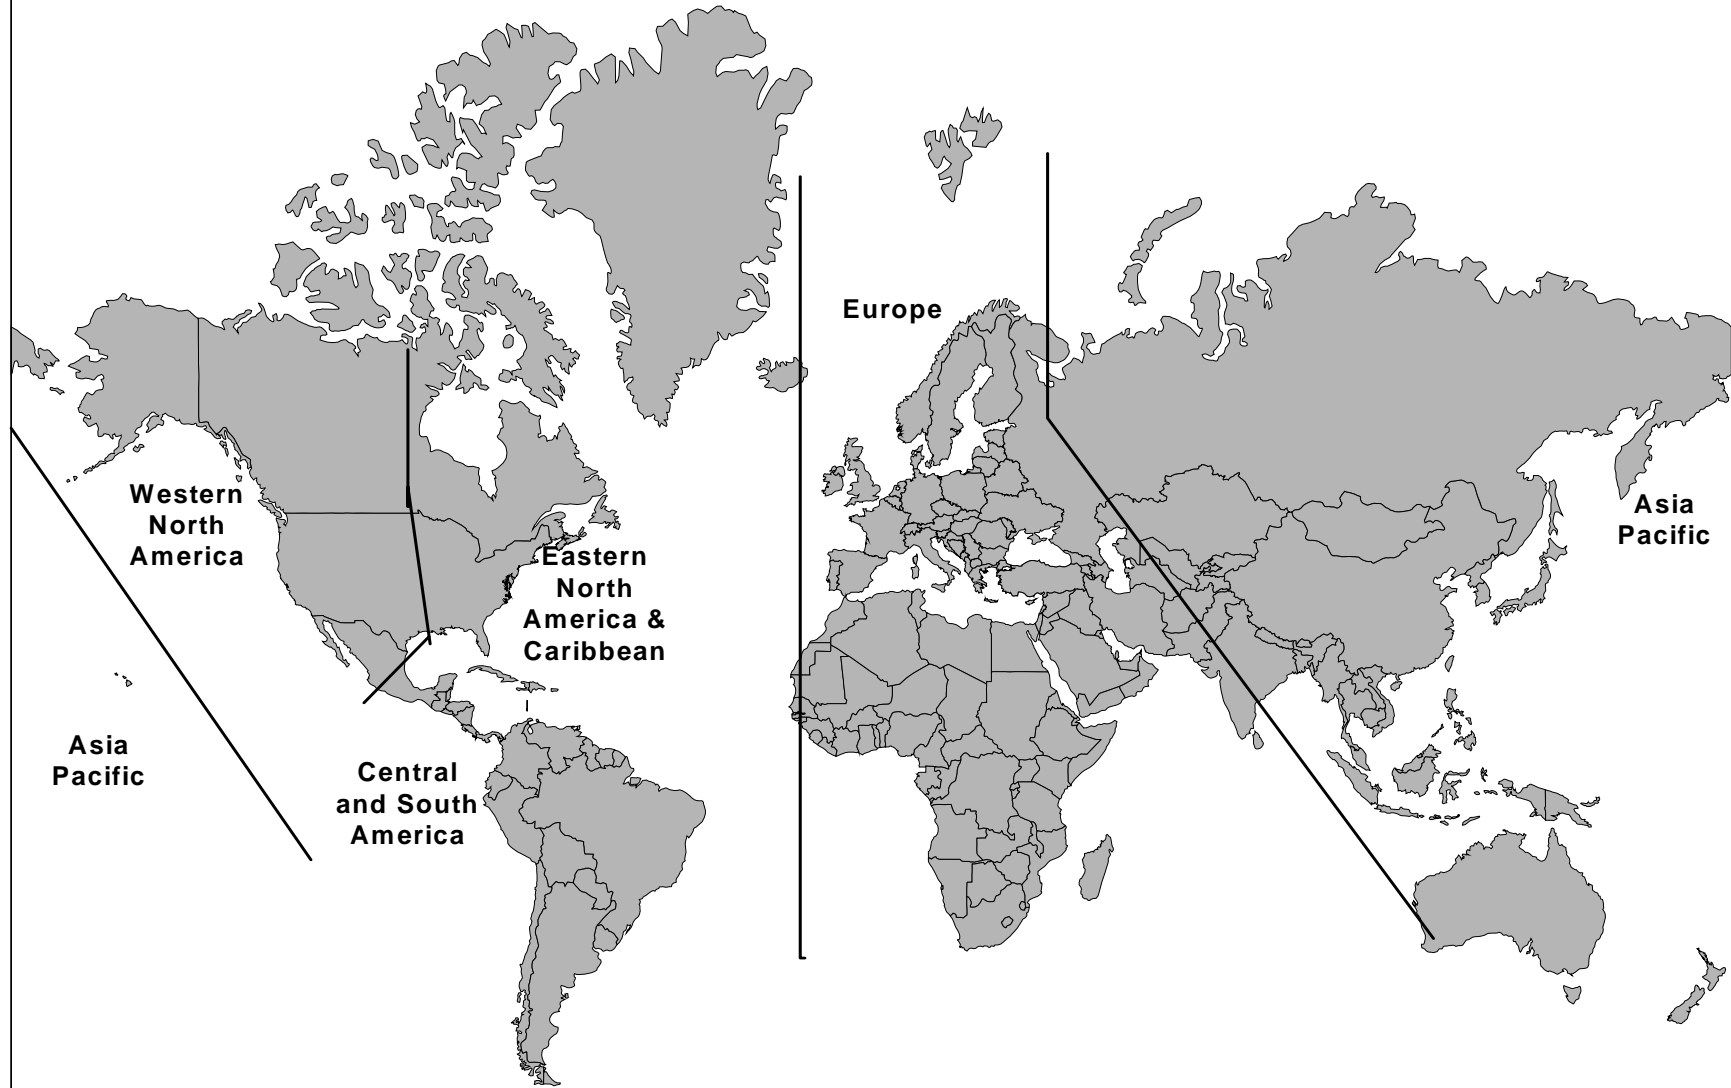 Europe
Western
North
America
Asia
Pacific
Eastern
North
America &
Caribbean
Asia
Pacific
Central
and South
America